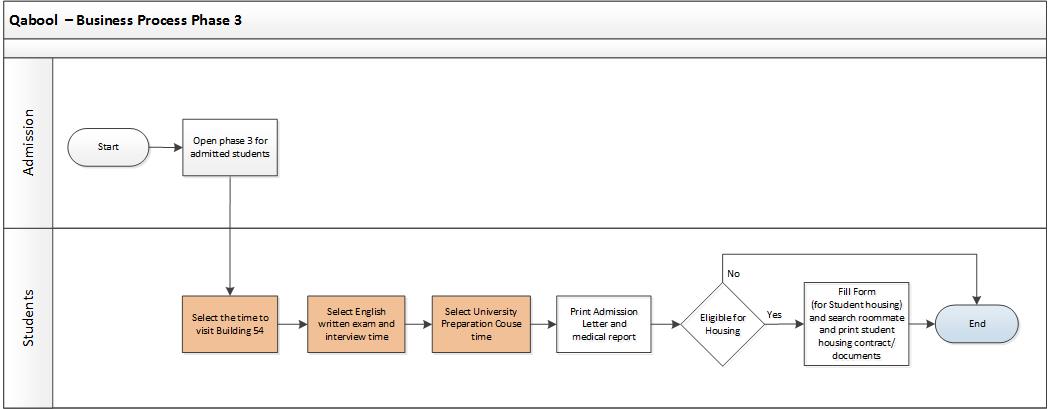 Qabool – Business Process Phase 3
Admission
Start
Open phase 3 for
admitted students
Students
Select the time to
visit Building 54
Select English
written exam and
interview time
Select University
Preparation Couse
time
Print Admission
Letter and
medical report
Eligible for
Housing
No
Yes
Fill Form
(for Student housing)
and search roommate
and print student
housing contract/
documents
End